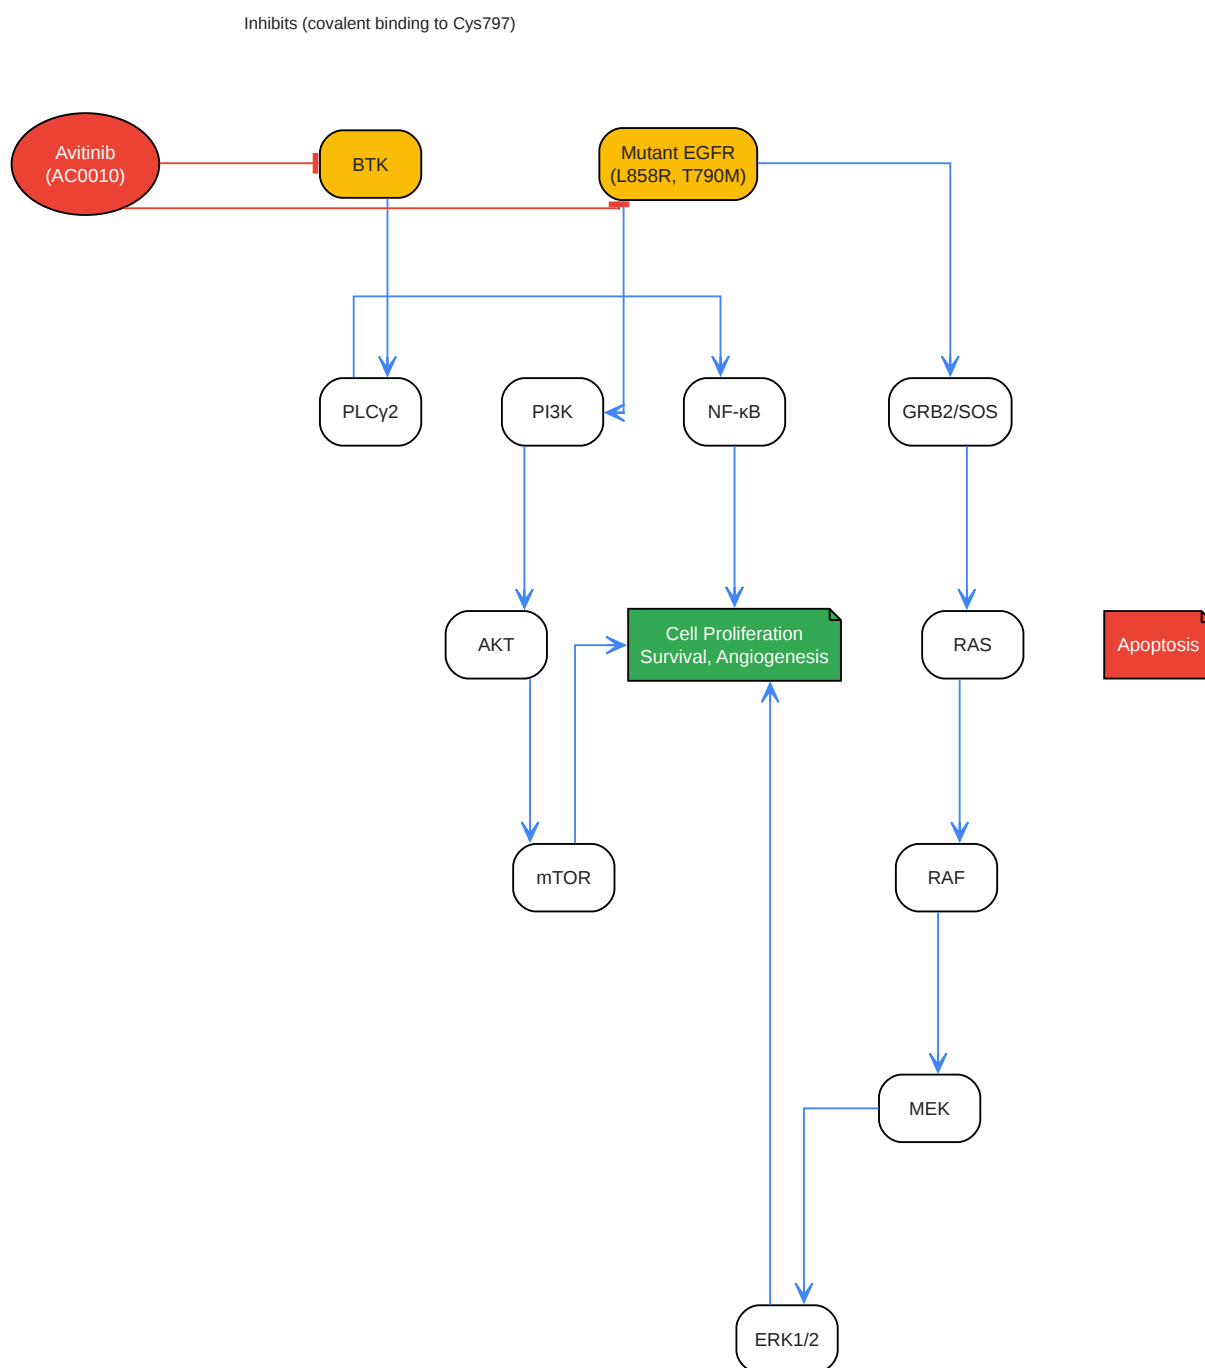 Inhibits (covalent binding to Cys797)
Avitinib
(AC0010)
BTK
Mutant EGFR
(L858R, T790M)
PLCγ2
PI3K
NF-κB
GRB2/SOS
AKT
Cell Proliferation
Survival, Angiogenesis
RAS
Apoptosis
mTOR
RAF
MEK
ERK1/2